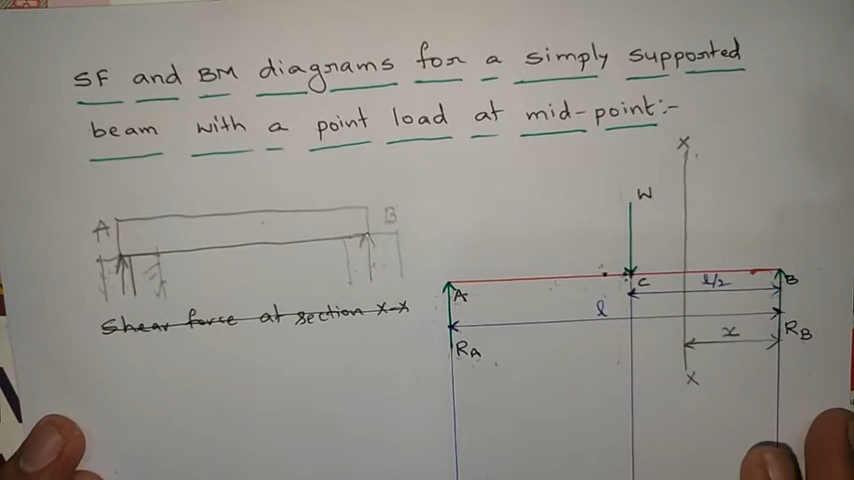 SF and BM diagrams for a simply supported
beam with a point load at mid-point:-
X
W
A B
C B
A l/2
l
Shear force at section X-X
x RB
RA
X